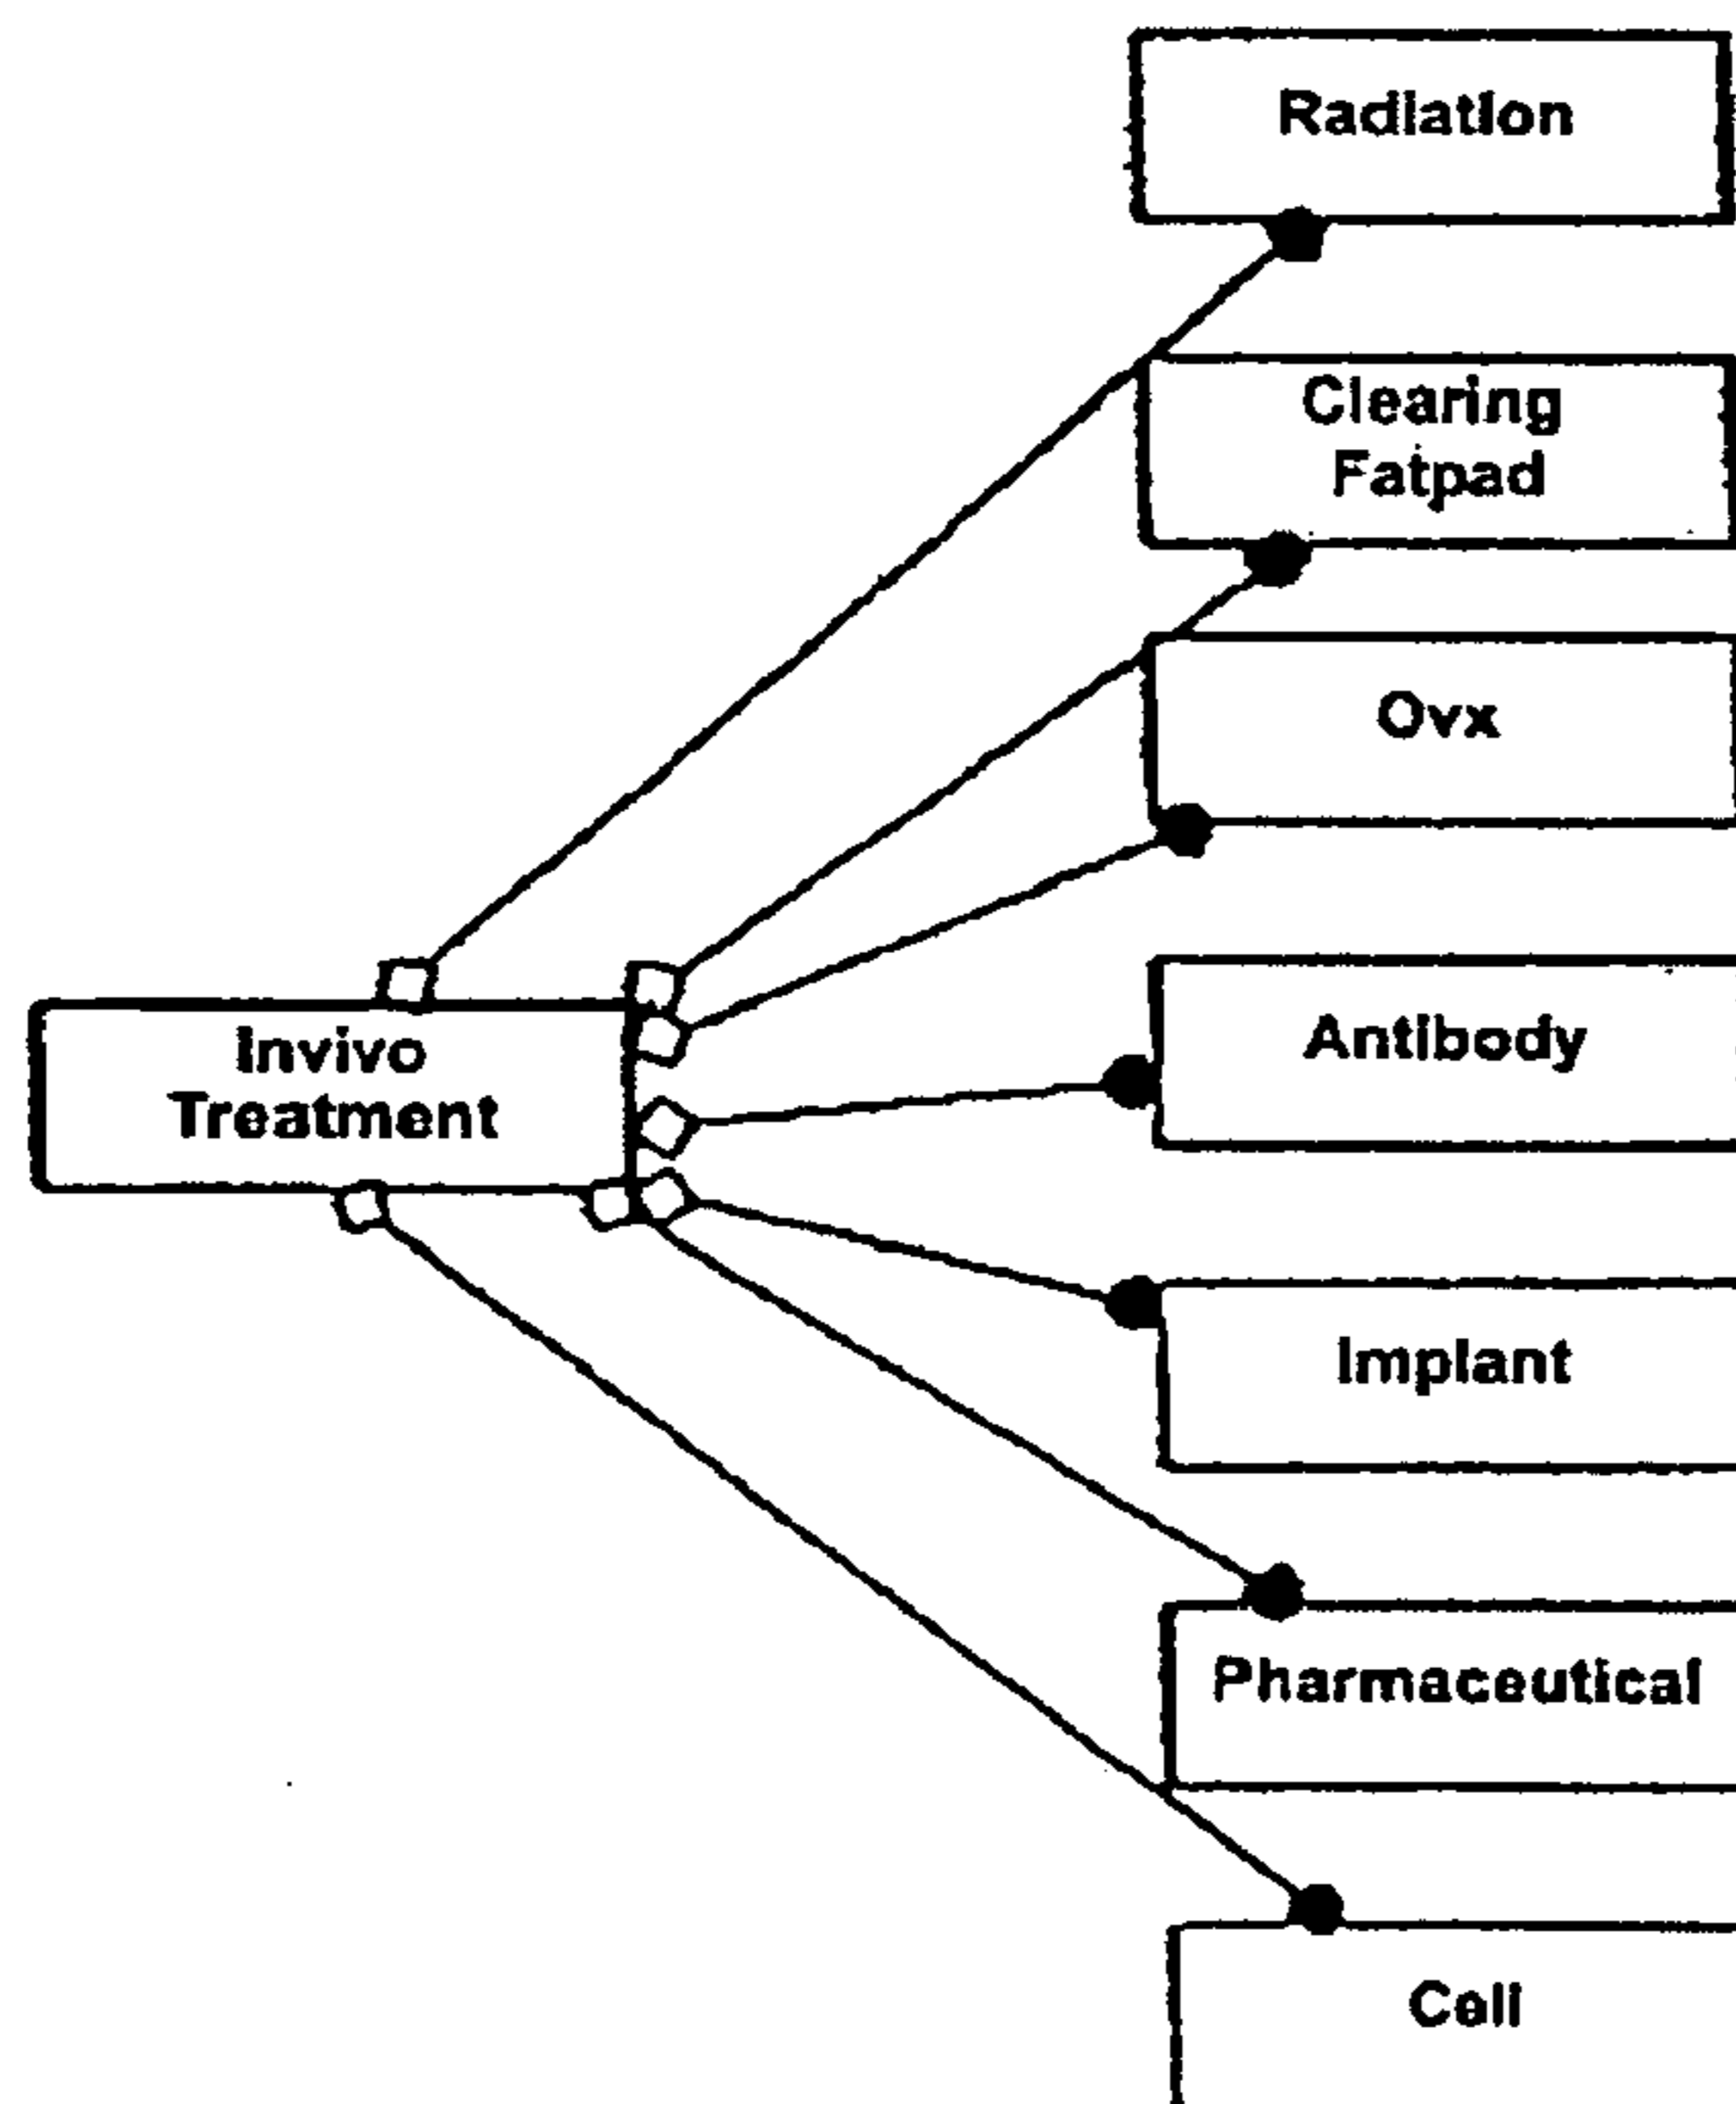 Radiation
Clearing
Fatpad
Ovx
Invivo
Treatment
Antibody
Implant
Pharmaceutical
Cell